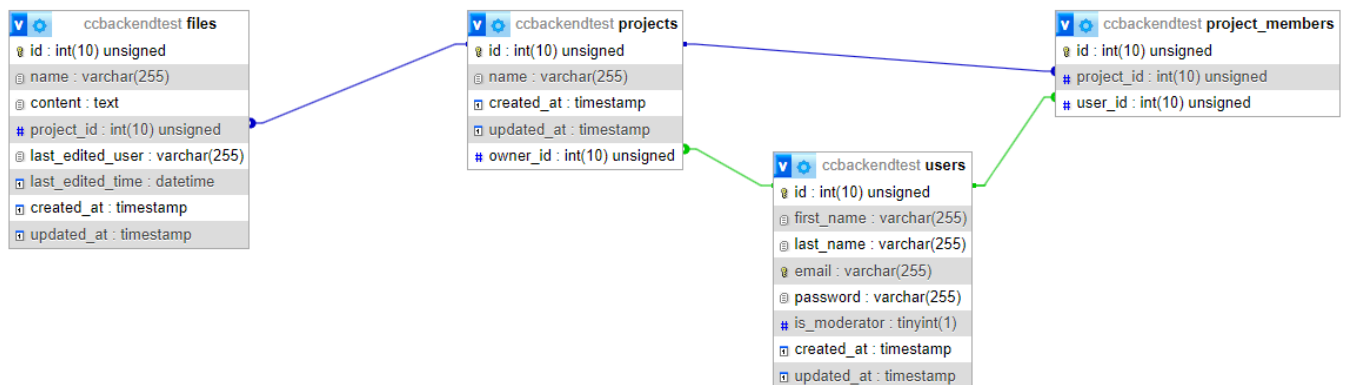 ccbackendtest files
id : int(10) unsigned
name : varchar(255)
content : text
project_id : int(10) unsigned
last_edited_user : varchar(255)
last_edited_time : datetime
created_at : timestamp
updated_at : timestamp
ccbackendtest projects
id : int(10) unsigned
name : varchar(255)
created_at : timestamp
updated_at : timestamp
owner_id : int(10) unsigned
ccbackendtest users
id : int(10) unsigned
first_name : varchar(255)
last_name : varchar(255)
email : varchar(255)
password : varchar(255)
is_moderator : tinyint(1)
created_at : timestamp
updated_at : timestamp
ccbackendtest project_members
id : int(10) unsigned
project_id : int(10) unsigned
user_id : int(10) unsigned